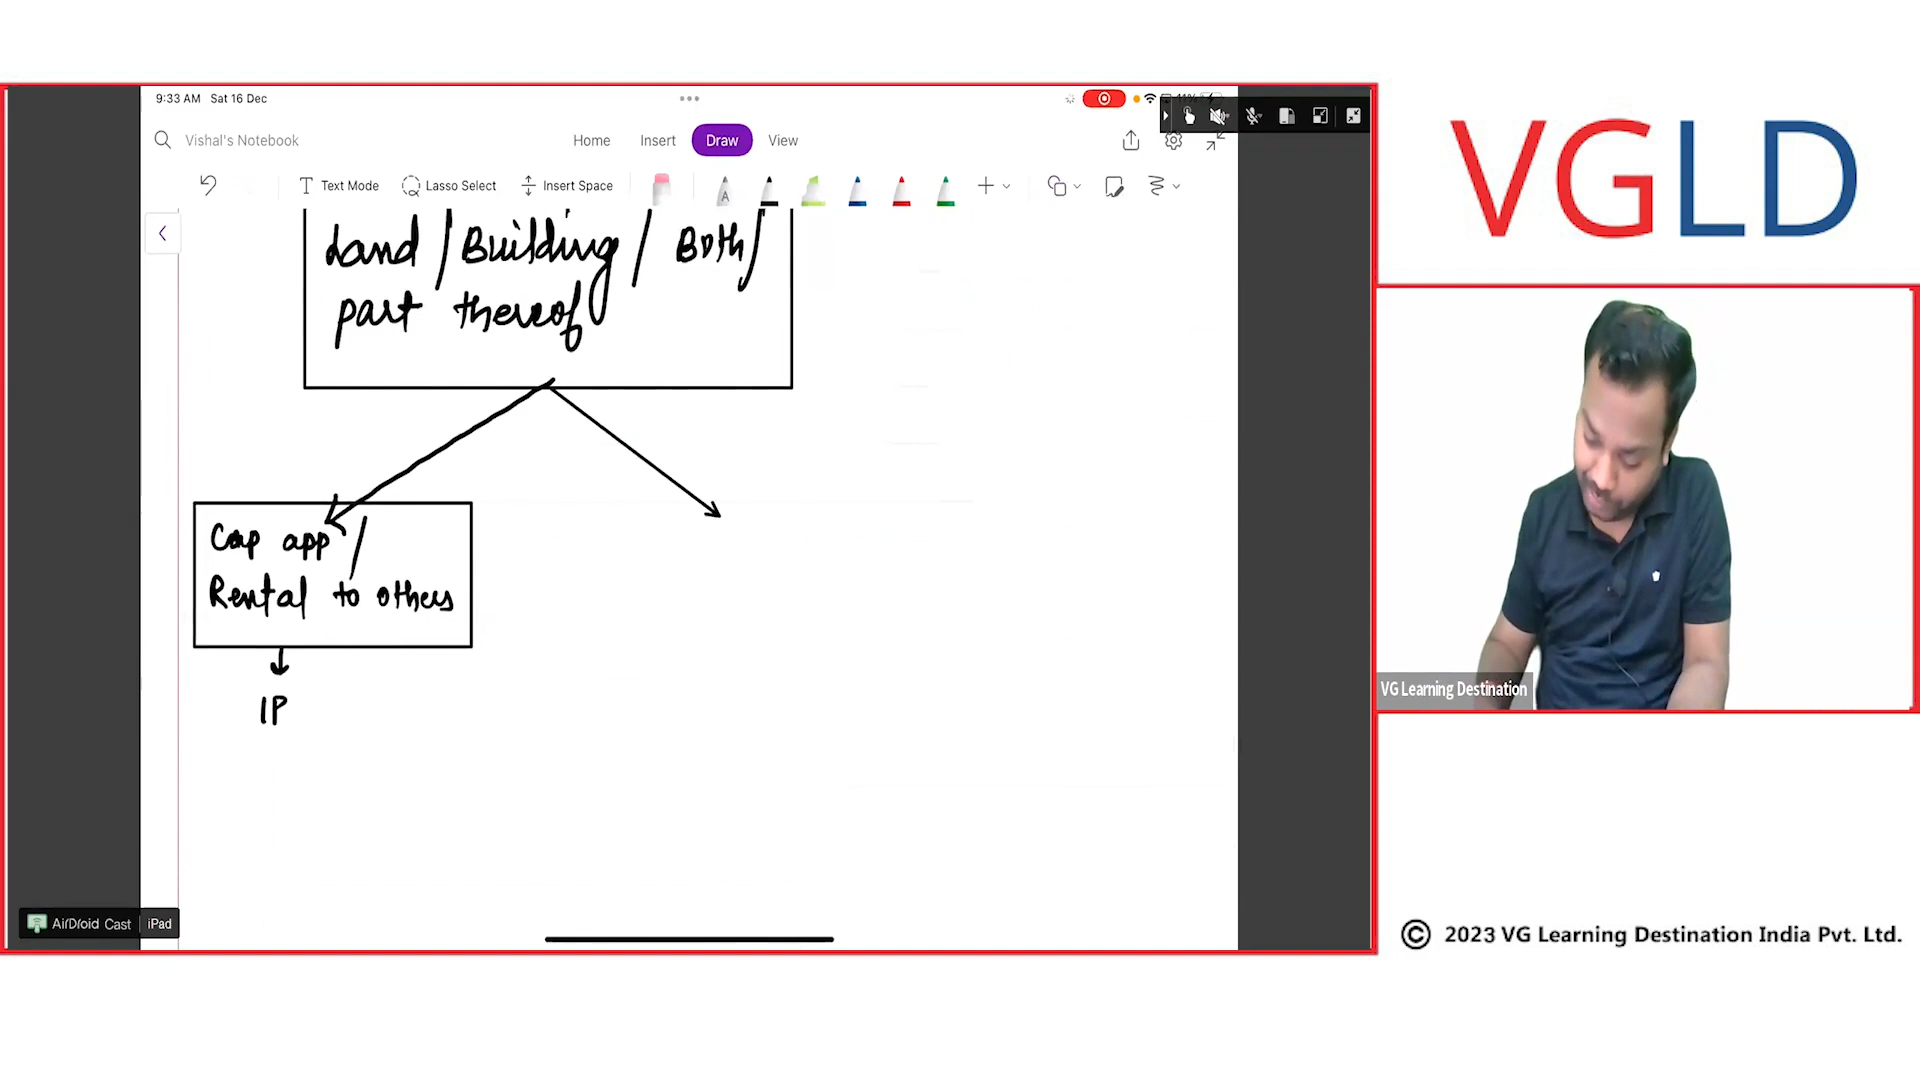 9:33 AM Sat 16 Dec
Vishal's Notebook
Home Insert Draw View
Text Mode Lasso Select Insert Space
Land / Building / Both /
part thereof
Cap app /
Rental to others
IP
AirDroid Cast iPad
VGLD
VG Learning Destination
© 2023 VG Learning Destination India Pvt. Ltd.